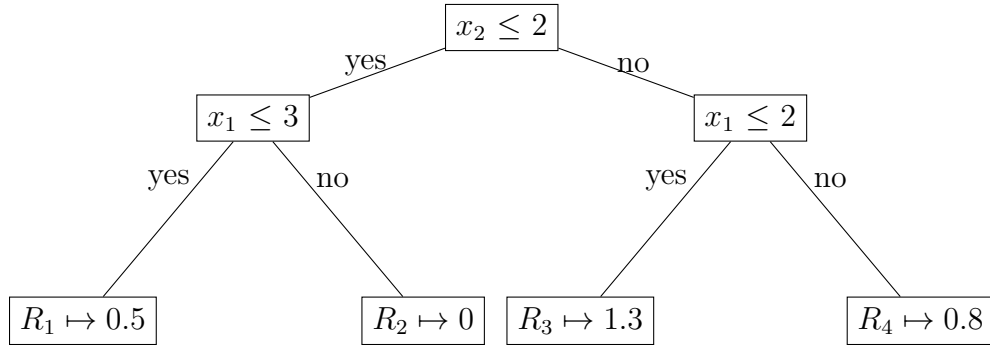 x₂ ≤ 2
yes
no
x₁ ≤ 3
x₁ ≤ 2
yes
no
yes
no
R₁ ↦ 0.5
R₂ ↦ 0
R₃ ↦ 1.3
R₄ ↦ 0.8